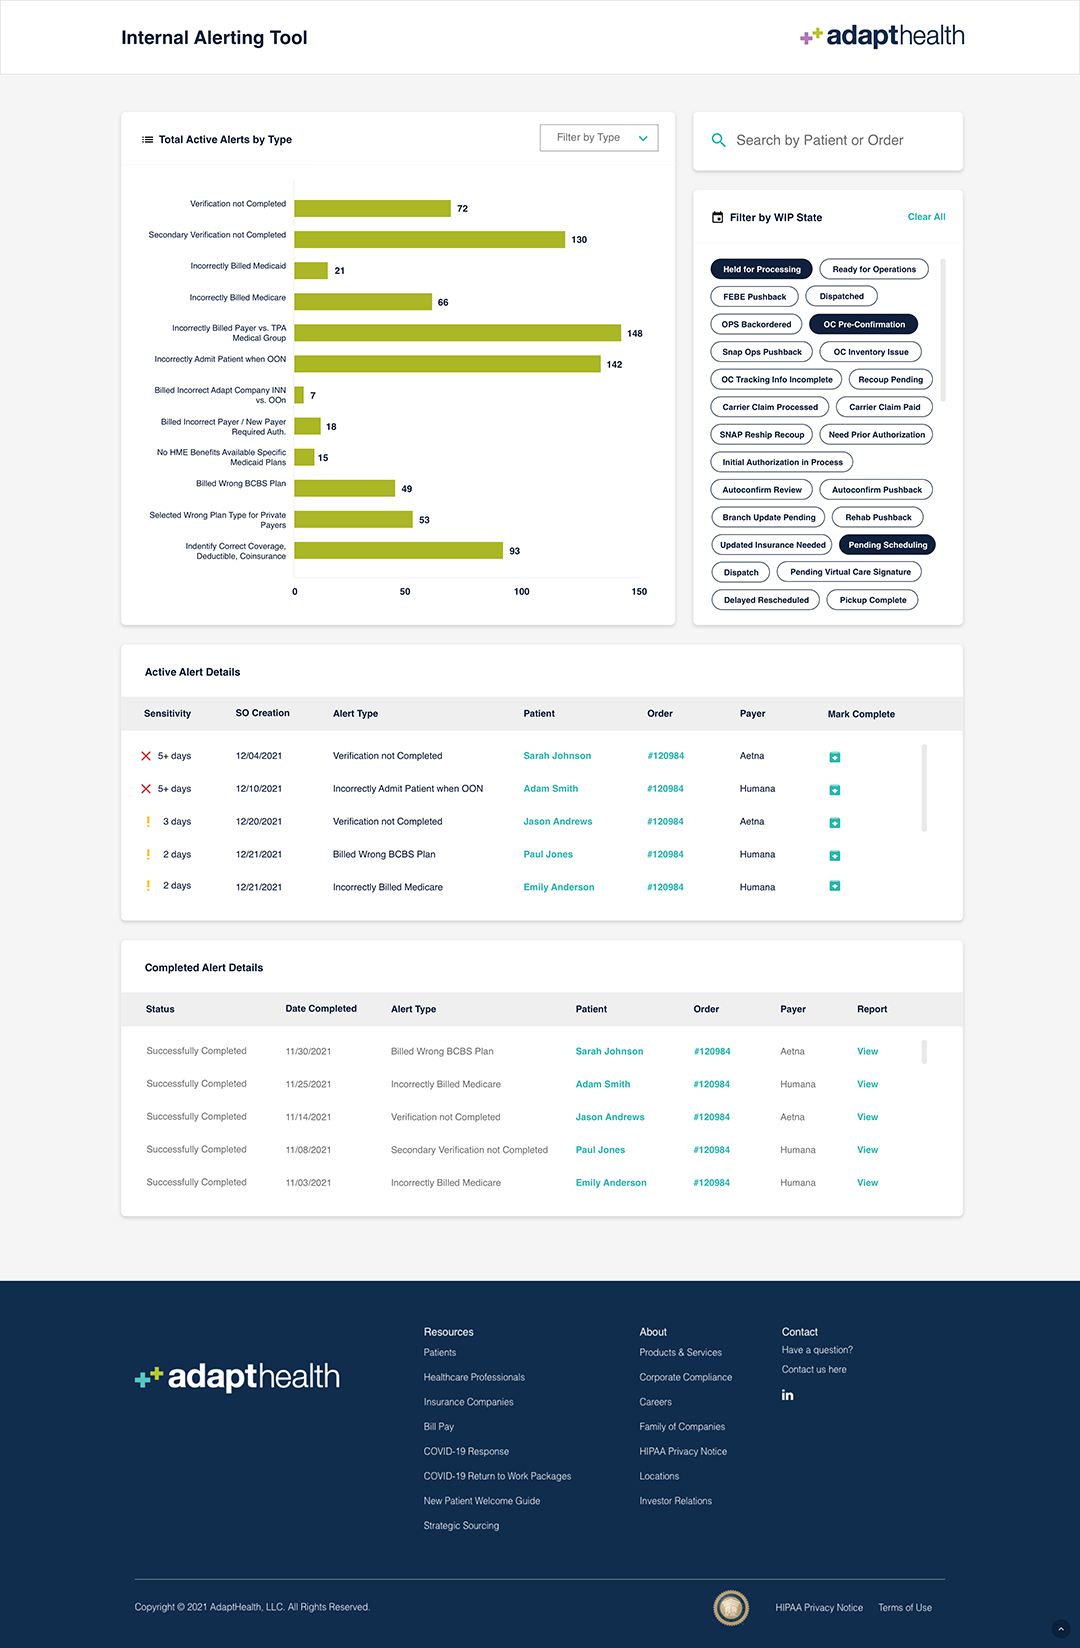 Internal Alerting Tool
adapthealth
Total Active Alerts by Type
Filter by Type
Verification not Completed
72
Secondary Verification not Completed
130
Incorrectly Billed Medicaid
21
Incorrectly Billed Medicare
66
Incorrectly Billed Payer vs. TPA
Medical Group
148
Incorrectly Admit Patient when OON
142
Billed Incorrect Adapt Company INN
vs. OOn
7
Billed Incorrect Payer / New Payer
Required Auth.
18
No HME Benefits Available Specific
Medicaid Plans
15
Billed Wrong BCBS Plan
49
Selected Wrong Plan Type for Private
Payers
53
Indentify Correct Coverage,
Deductible, Coinsurance
93
0 50 100 150
Search by Patient or Order
Filter by WIP State
Clear All
Held for Processing Ready for Operations
FEBE Pushback Dispatched
OPS Backordered OC Pre-Confirmation
Snap Ops Pushback OC Inventory Issue
OC Tracking Info Incomplete Recoup Pending
Carrier Claim Processed Carrier Claim Paid
SNAP Reship Recoup Need Prior Authorization
Initial Authorization in Process
Autoconfirm Review Autoconfirm Pushback
Branch Update Pending Rehab Pushback
Updated Insurance Needed Pending Scheduling
Dispatch Pending Virtual Care Signature
Delayed Rescheduled Pickup Complete
Active Alert Details
Sensitivity SO Creation Alert Type Patient Order Payer Mark Complete
5+ days 12/04/2021 Verification not Completed Sarah Johnson #120984 Aetna
5+ days 12/10/2021 Incorrectly Admit Patient when OON Adam Smith #120984 Humana
! 3 days 12/20/2021 Verification not Completed Jason Andrews #120984 Aetna
! 2 days 12/21/2021 Billed Wrong BCBS Plan Paul Jones #120984 Humana
! 2 days 12/21/2021 Incorrectly Billed Medicare Emily Anderson #120984 Humana
Completed Alert Details
Status Date Completed Alert Type Patient Order Payer Report
Successfully Completed 11/30/2021 Billed Wrong BCBS Plan Sarah Johnson #120984 Aetna View
Successfully Completed 11/25/2021 Incorrectly Billed Medicare Adam Smith #120984 Humana View
Successfully Completed 11/14/2021 Verification not Completed Jason Andrews #120984 Aetna View
Successfully Completed 11/08/2021 Secondary Verification not Completed Paul Jones #120984 Humana View
Successfully Completed 11/03/2021 Incorrectly Billed Medicare Emily Anderson #120984 Humana View
adapthealth
Resources
Patients
Healthcare Professionals
Insurance Companies
Bill Pay
COVID-19 Response
COVID-19 Return to Work Packages
New Patient Welcome Guide
Strategic Sourcing
About
Products & Services
Corporate Compliance
Careers
Family of Companies
HIPAA Privacy Notice
Locations
Investor Relations
Contact
Have a question?
Contact us here
in
Copyright © 2021 AdaptHealth, LLC. All Rights Reserved.
HIPAA Privacy Notice Terms of Use